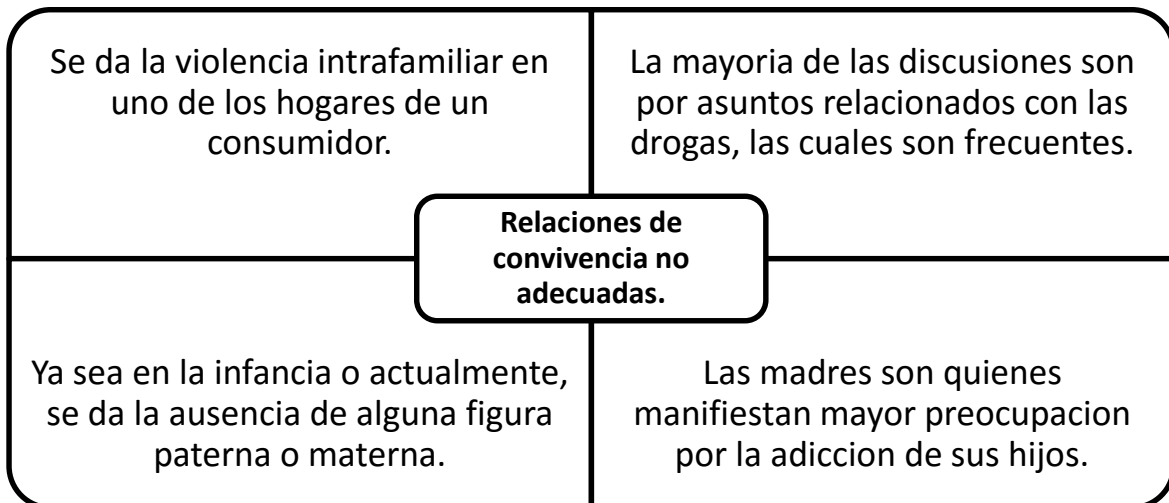 Se da la violencia intrafamiliar en
uno de los hogares de un
consumidor.
La mayoria de las discusiones son
por asuntos relacionados con las
drogas, las cuales son frecuentes.
Relaciones de
convivencia no
adecuadas.
Ya sea en la infancia o actualmente,
se da la ausencia de alguna figura
paterna o materna.
Las madres son quienes
manifiestan mayor preocupacion
por la adiccion de sus hijos.